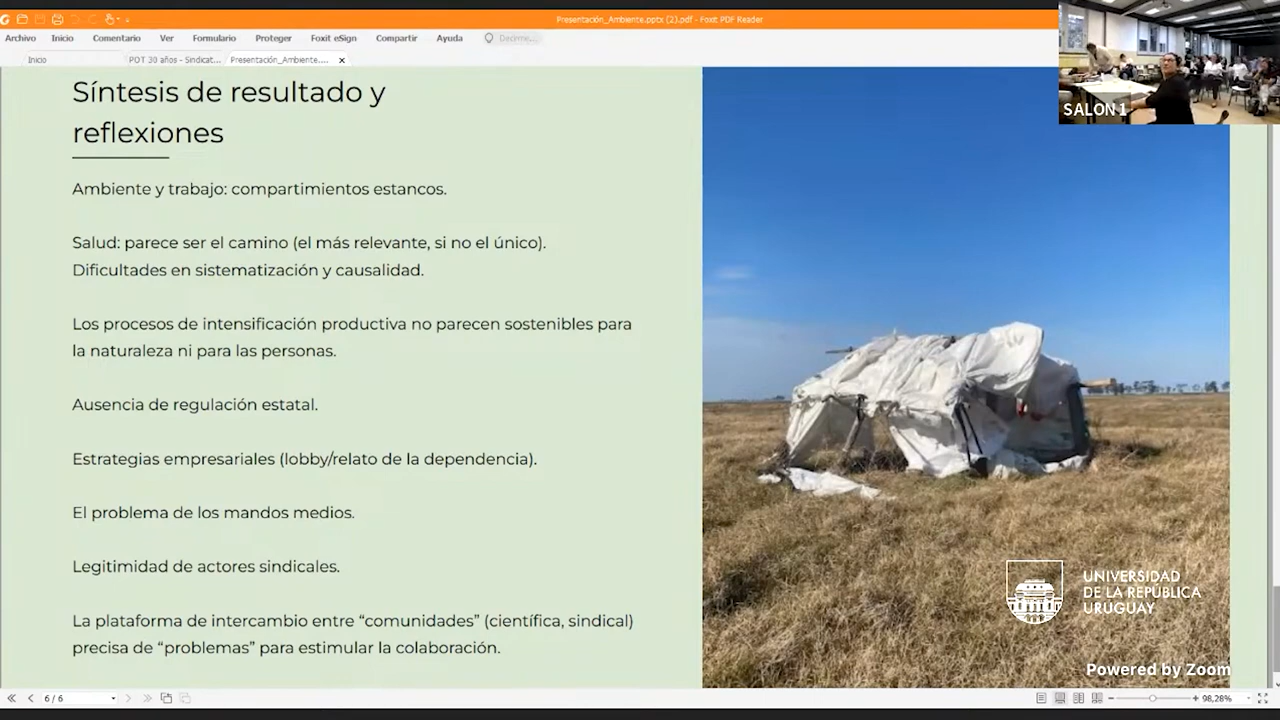 Presentación_Ambiente.pptx (2).pdf - Foxit PDF Reader
Archivo Inicio Comentario Ver Formulario Proteger Foxit eSign Compartir Ayuda
Inicio POT 30 años - Sindicat... Presentación_Ambiente....
SALON 1
Síntesis de resultado y
reflexiones
Ambiente y trabajo: compartimientos estancos.
Salud: parece ser el camino (el más relevante, si no el único).
Dificultades en sistematización y causalidad.
Los procesos de intensificación productiva no parecen sostenibles para
la naturaleza ni para las personas.
Ausencia de regulación estatal.
Estrategias empresariales (lobby/relato de la dependencia).
El problema de los mandos medios.
Legitimidad de actores sindicales.
La plataforma de intercambio entre “comunidades” (científica, sindical)
precisa de “problemas” para estimular la colaboración.
UNIVERSIDAD
DE LA REPÚBLICA
URUGUAY
Powered by Zoom
6 / 6
98,28%